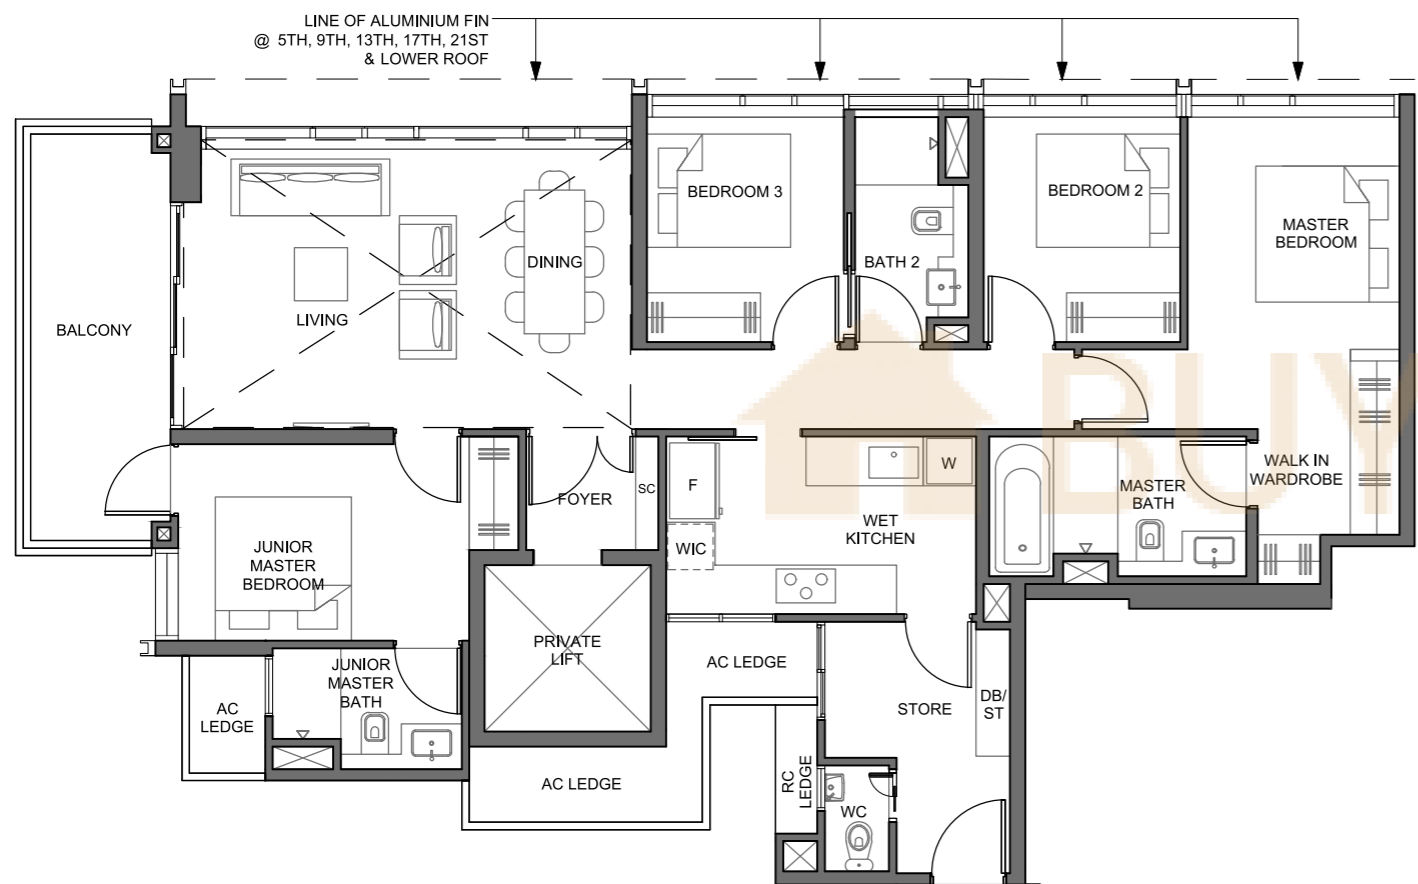 LINE OF ALUMINIUM FIN
@ 5TH, 9TH, 13TH, 17TH, 21ST
& LOWER ROOF
BALCONY
LIVING
DINING
BEDROOM 3
BATH 2
BEDROOM 2
MASTER
BEDROOM
BUY
FOYER
SC
F
WIC
W
WET
KITCHEN
MASTER
BATH
WALK IN
WARDROBE
JUNIOR
MASTER
BEDROOM
PRIVATE
LIFT
JUNIOR
MASTER
BATH
AC
LEDGE
AC LEDGE
AC LEDGE
RC
LEDGE
STORE
DB/
ST
WC